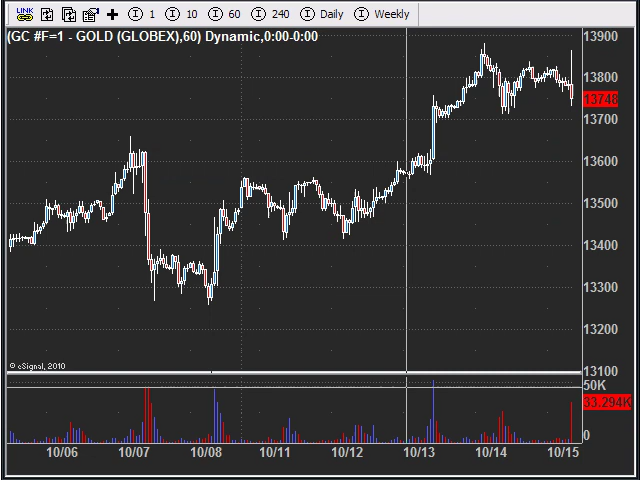 LINK 1 10 60 240 Daily Weekly
(GC #F=1 - GOLD (GLOBEX),60) Dynamic,0:00-0:00
13900
13800
13748
13700
13600
13500
13400
13300
13200
13100
© eSignal, 2010
50K
33.294K
0
10/06 10/07 10/08 10/11 10/12 10/13 10/14 10/15